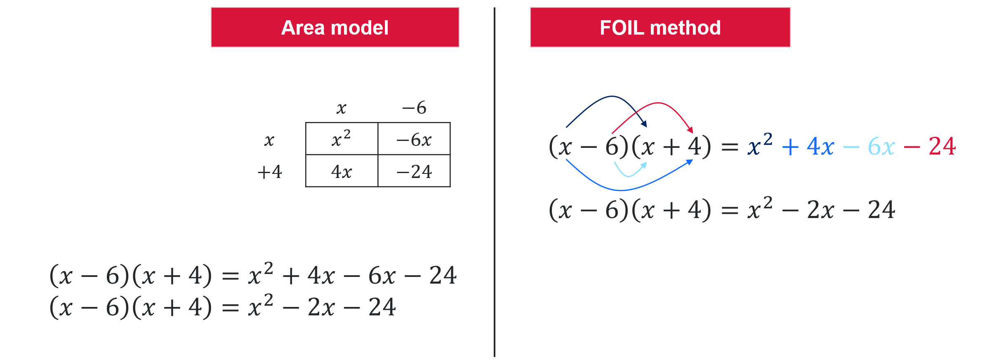 Area model
x −6
x x² −6x
+4 4x −24
(x − 6)(x + 4) = x² + 4x − 6x − 24
(x − 6)(x + 4) = x² − 2x − 24
FOIL method
(x − 6)(x + 4) = x² + 4x − 6x − 24
(x − 6)(x + 4) = x² − 2x − 24